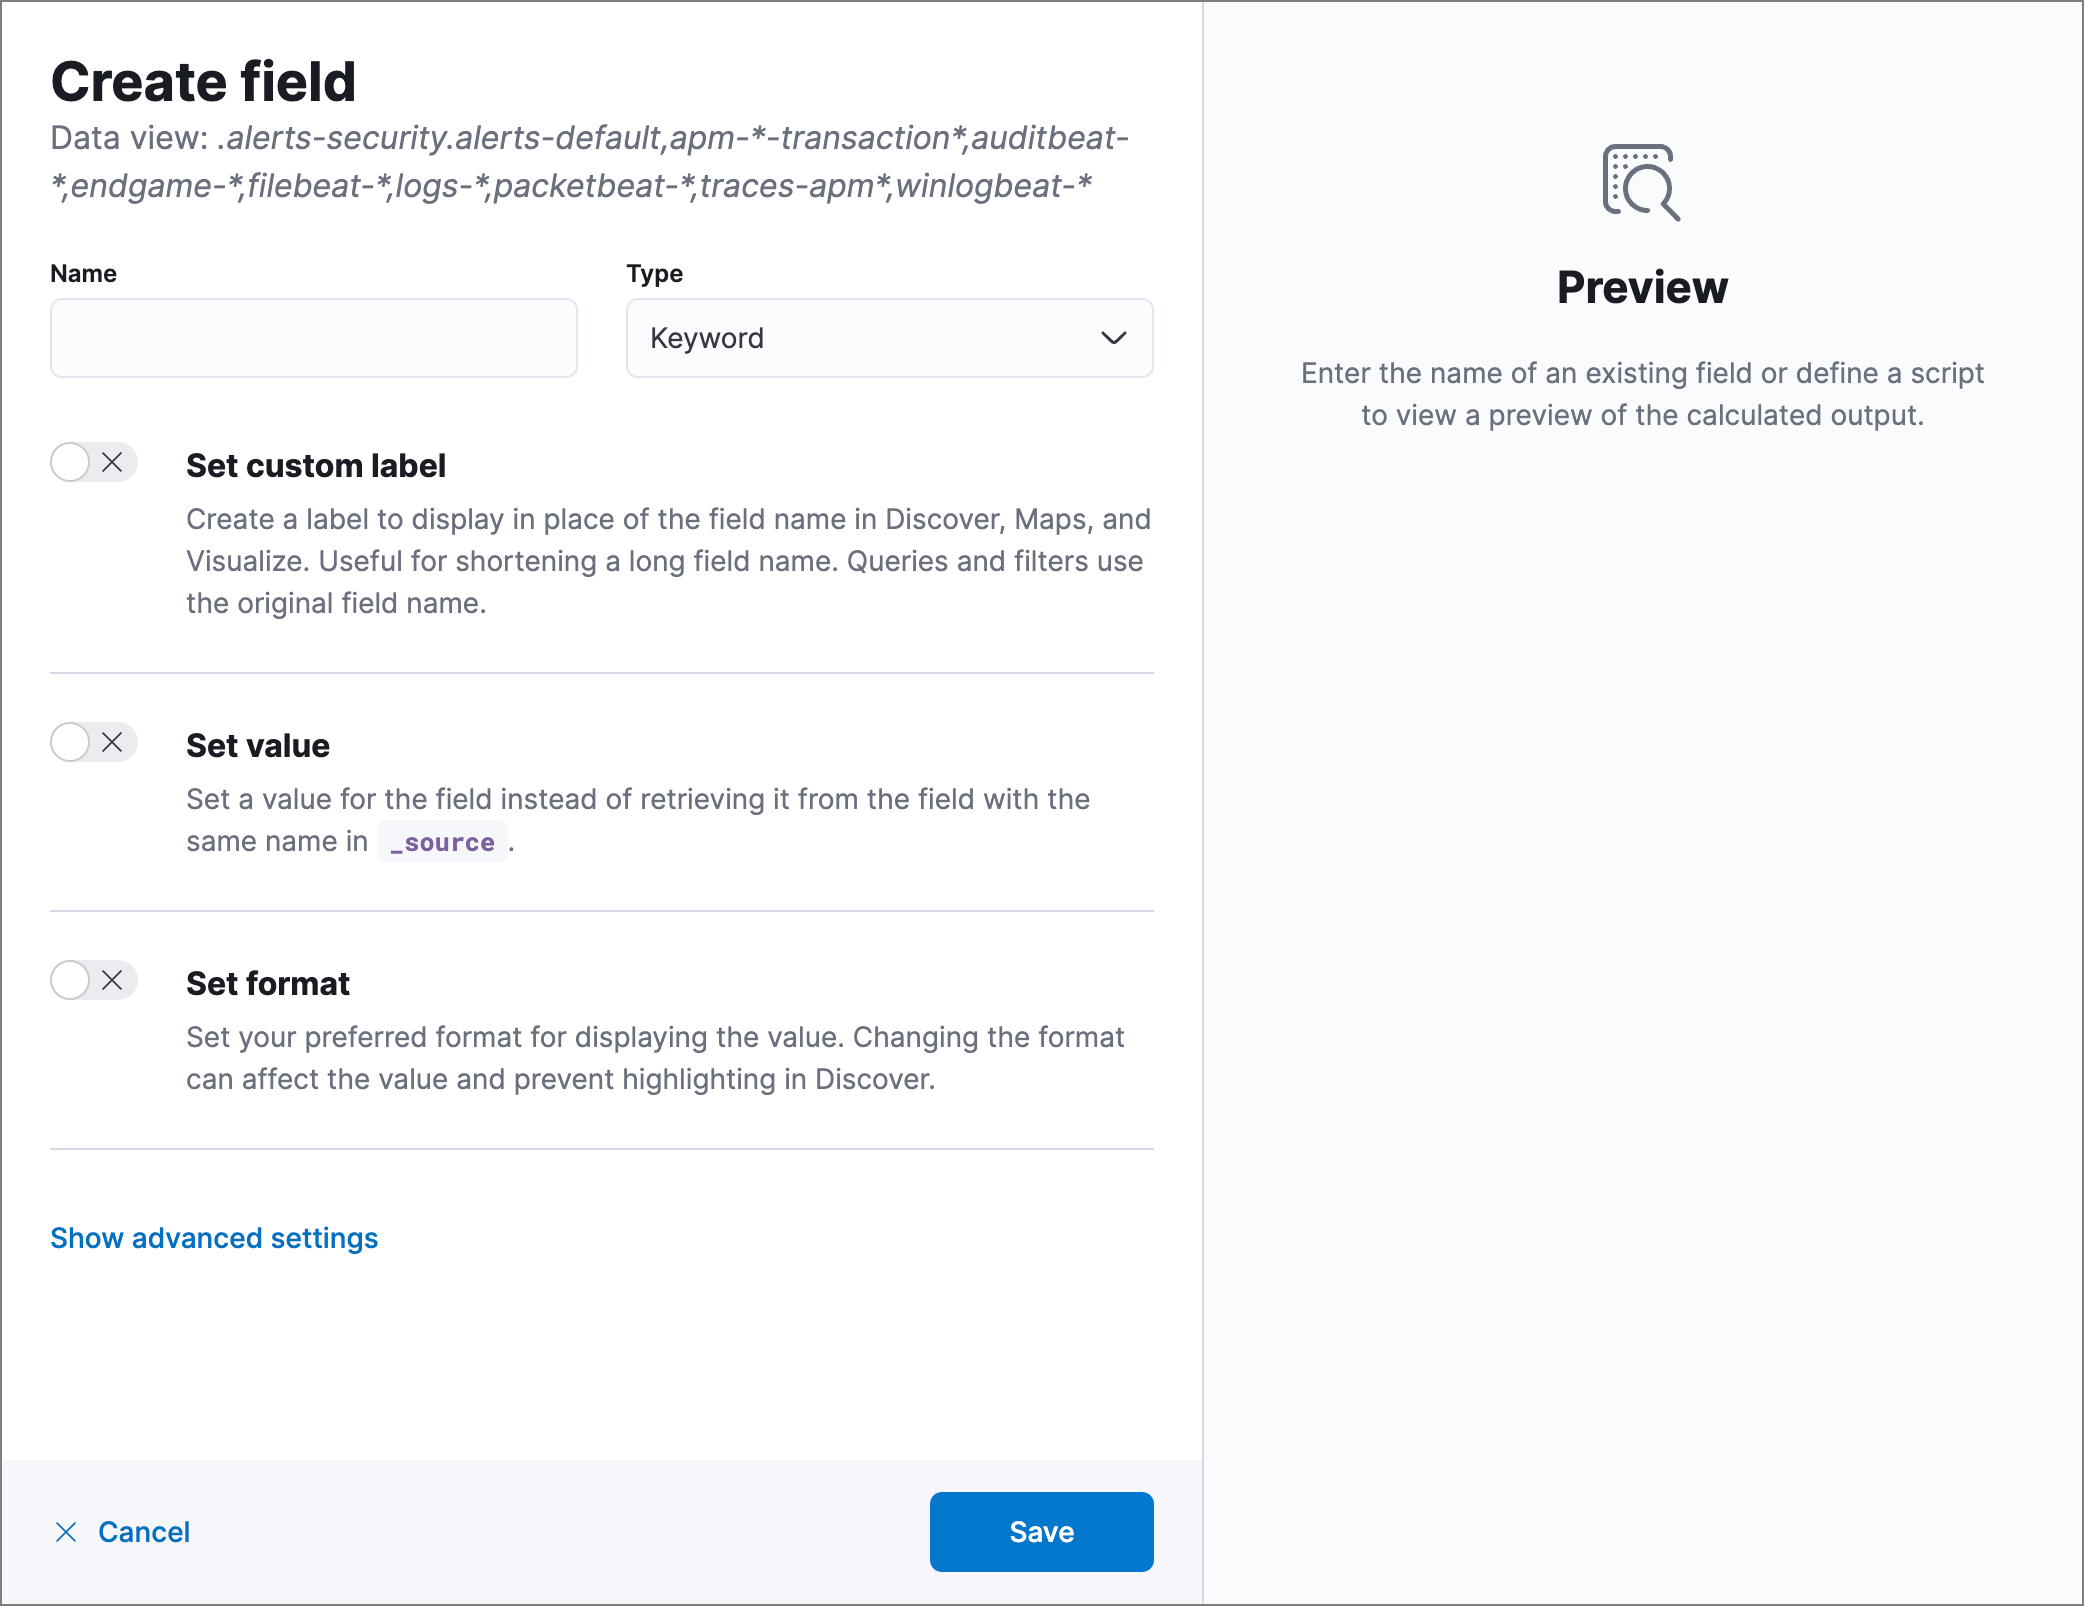 Create field
Data view: .alerts-security.alerts-default,apm-*-transaction*,auditbeat-
*,endgame-*,filebeat-*,logs-*,packetbeat-*,traces-apm*,winlogbeat-*
Name
Type
Keyword
Set custom label
Create a label to display in place of the field name in Discover, Maps, and
Visualize. Useful for shortening a long field name. Queries and filters use
the original field name.
Set value
Set a value for the field instead of retrieving it from the field with the
same name in _source.
Set format
Set your preferred format for displaying the value. Changing the format
can affect the value and prevent highlighting in Discover.
Show advanced settings
Cancel
Save
Preview
Enter the name of an existing field or define a script
to view a preview of the calculated output.